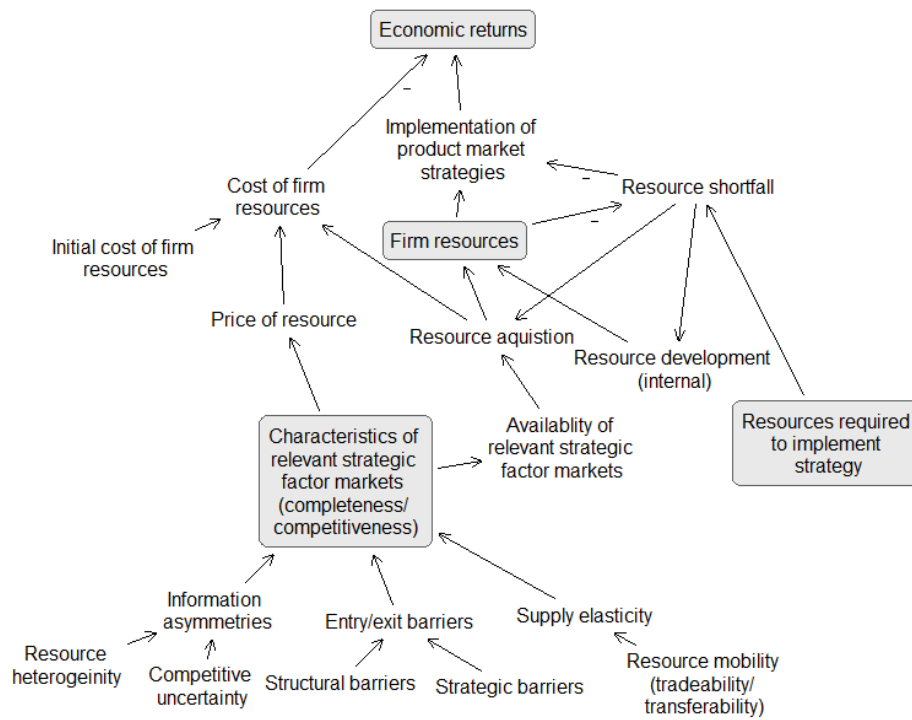 Economic returns
Implementation of
product market
strategies
Cost of firm
resources
Resource shortfall
Initial cost of firm
resources
Firm resources
Price of resource
Resource aquistion
Resource development
(internal)
Characteristics of
relevant strategic
factor markets
(completeness/
competitiveness)
Availablity of
relevant strategic
factor markets
Resources required
to implement
strategy
Information
asymmetries
Entry/exit barriers
Supply elasticity
Resource
heterogeinity
Competitive
uncertainty
Structural barriers
Strategic barriers
Resource mobility
(tradeability/
transferability)